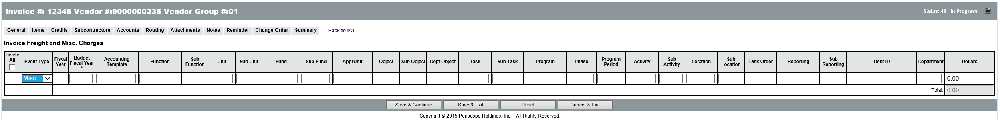 Invoice #: 12345 Vendor #:9000000335 Vendor Group #:01
Status: 4II - In Progress
General Items Credits Subcontractors Accounts Routing Attachments Notes Reminder Change Order Summary Back to PO
Invoice Freight and Misc. Charges
Delete All Event Type Fiscal Year Budget Fiscal Year * Accounting Template Function Sub Function Unit Sub Unit Fund Sub Fund ApprUnit Object Sub Object Dept Object Task Sub Task Program Phase Program Period Activity Sub Activity Location Sub Location Task Order Reporting Sub Reporting Debt ID Department Dollars
Misc 0.00
Total: 0.00
Save & Continue Save & Exit Reset Cancel & Exit
Copyright © 2015 Periscope Holdings, Inc. - All Rights Reserved.